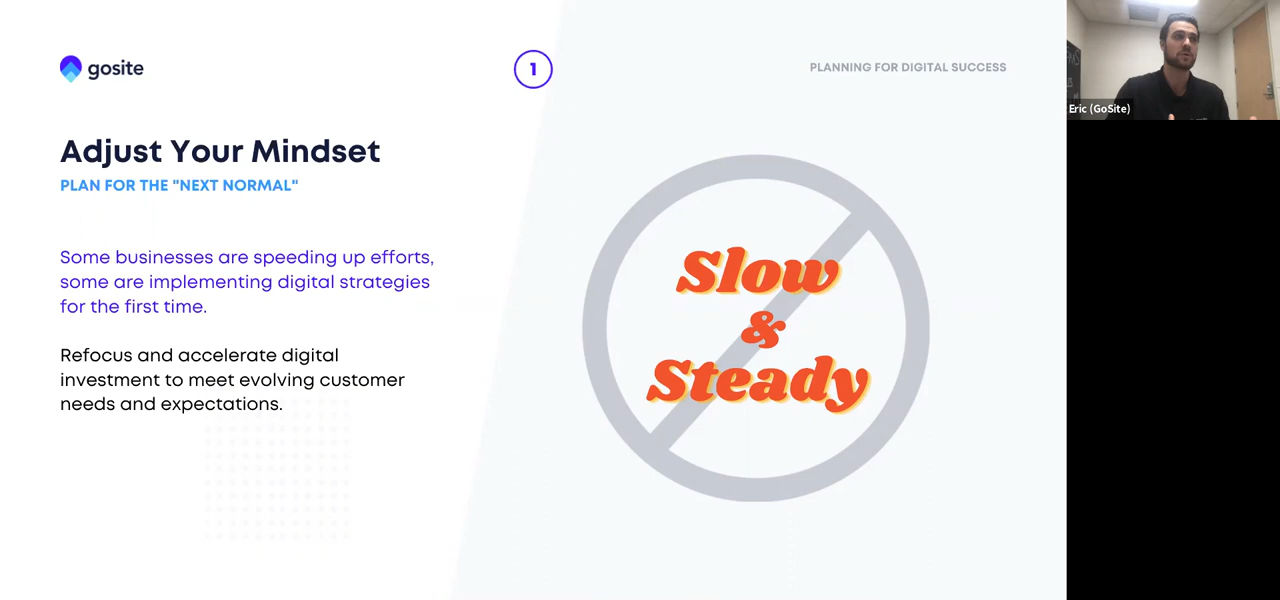 gosite
1
PLANNING FOR DIGITAL SUCCESS
Adjust Your Mindset
PLAN FOR THE "NEXT NORMAL"
Some businesses are speeding up efforts,
some are implementing digital strategies
for the first time.
Refocus and accelerate digital
investment to meet evolving customer
needs and expectations.
Slow
&
Steady
Eric (GoSite)